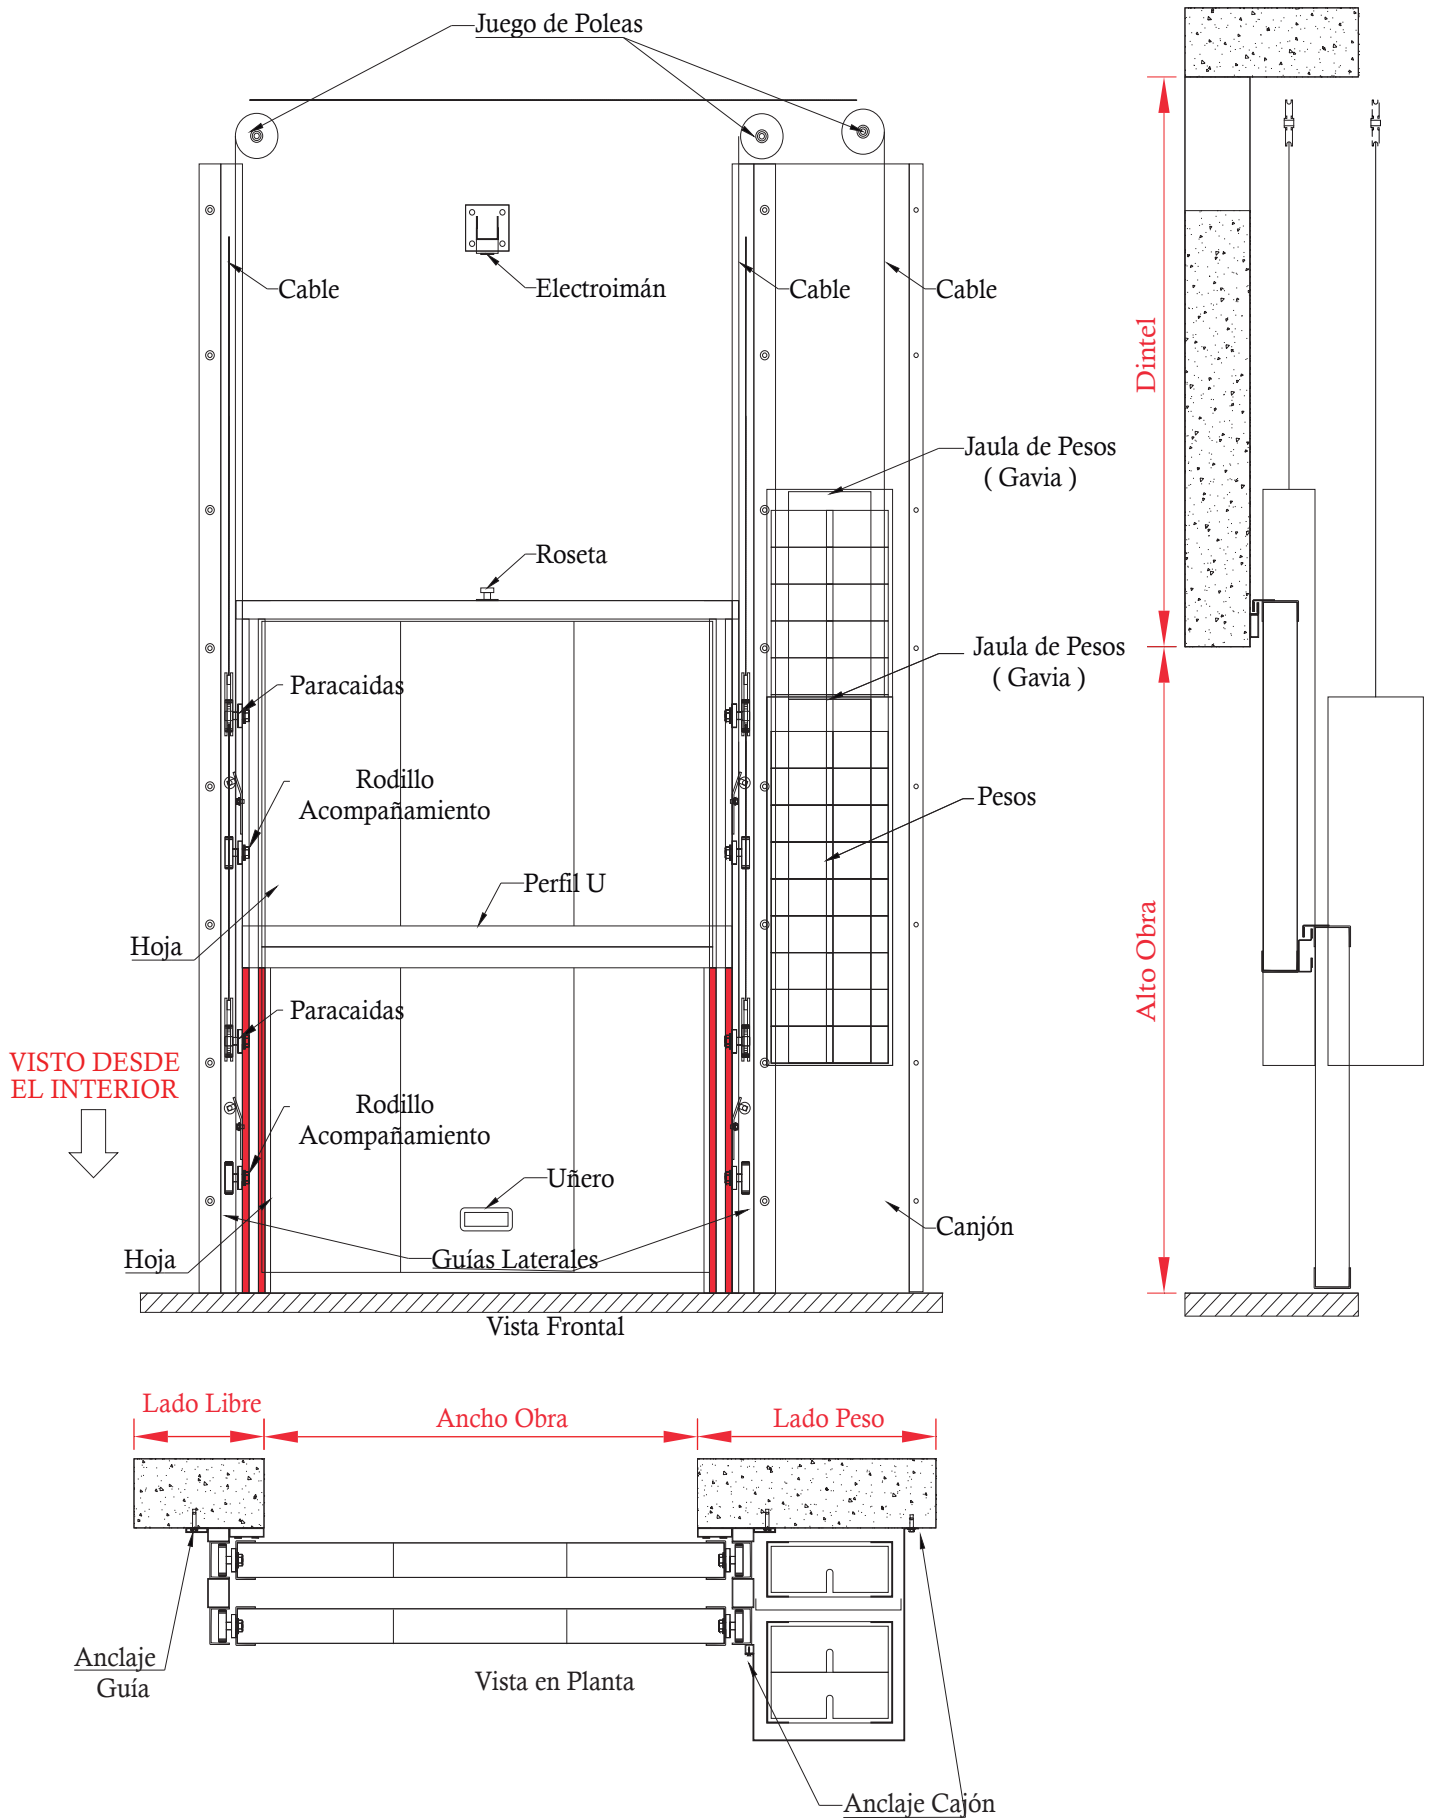 Juego de Poleas
Cable
Electroimán
Cable
Cable
Dintel
Jaula de Pesos
( Gavia )
Roseta
Jaula de Pesos
( Gavia )
Paracaidas
Rodillo
Acompañamiento
Pesos
Perfil U
Hoja
Alto Obra
Paracaidas
VISTO DESDE
EL INTERIOR
Rodillo
Acompañamiento
Uñero
Canjón
Hoja
Guías Laterales
Vista Frontal
Lado Libre
Ancho Obra
Lado Peso
Anclaje
Guía
Vista en Planta
Anclaje Cajón